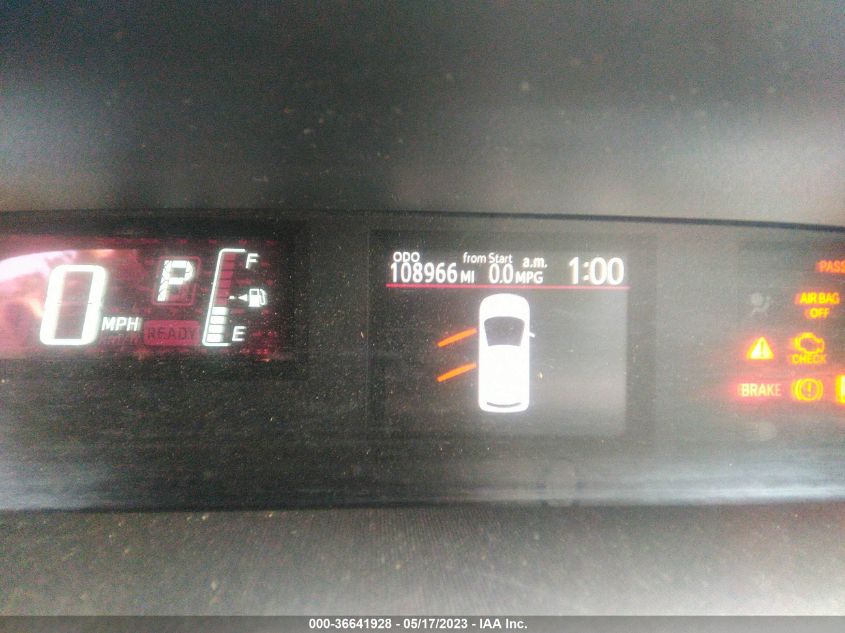 0 MPH
P
READY
F
E
ODO
108966 MI
from Start
0.0 MPG
a.m.
1:00
PASS
AIR BAG
OFF
CHECK
BRAKE
000-36641928 - 05/17/2023 - IAA Inc.